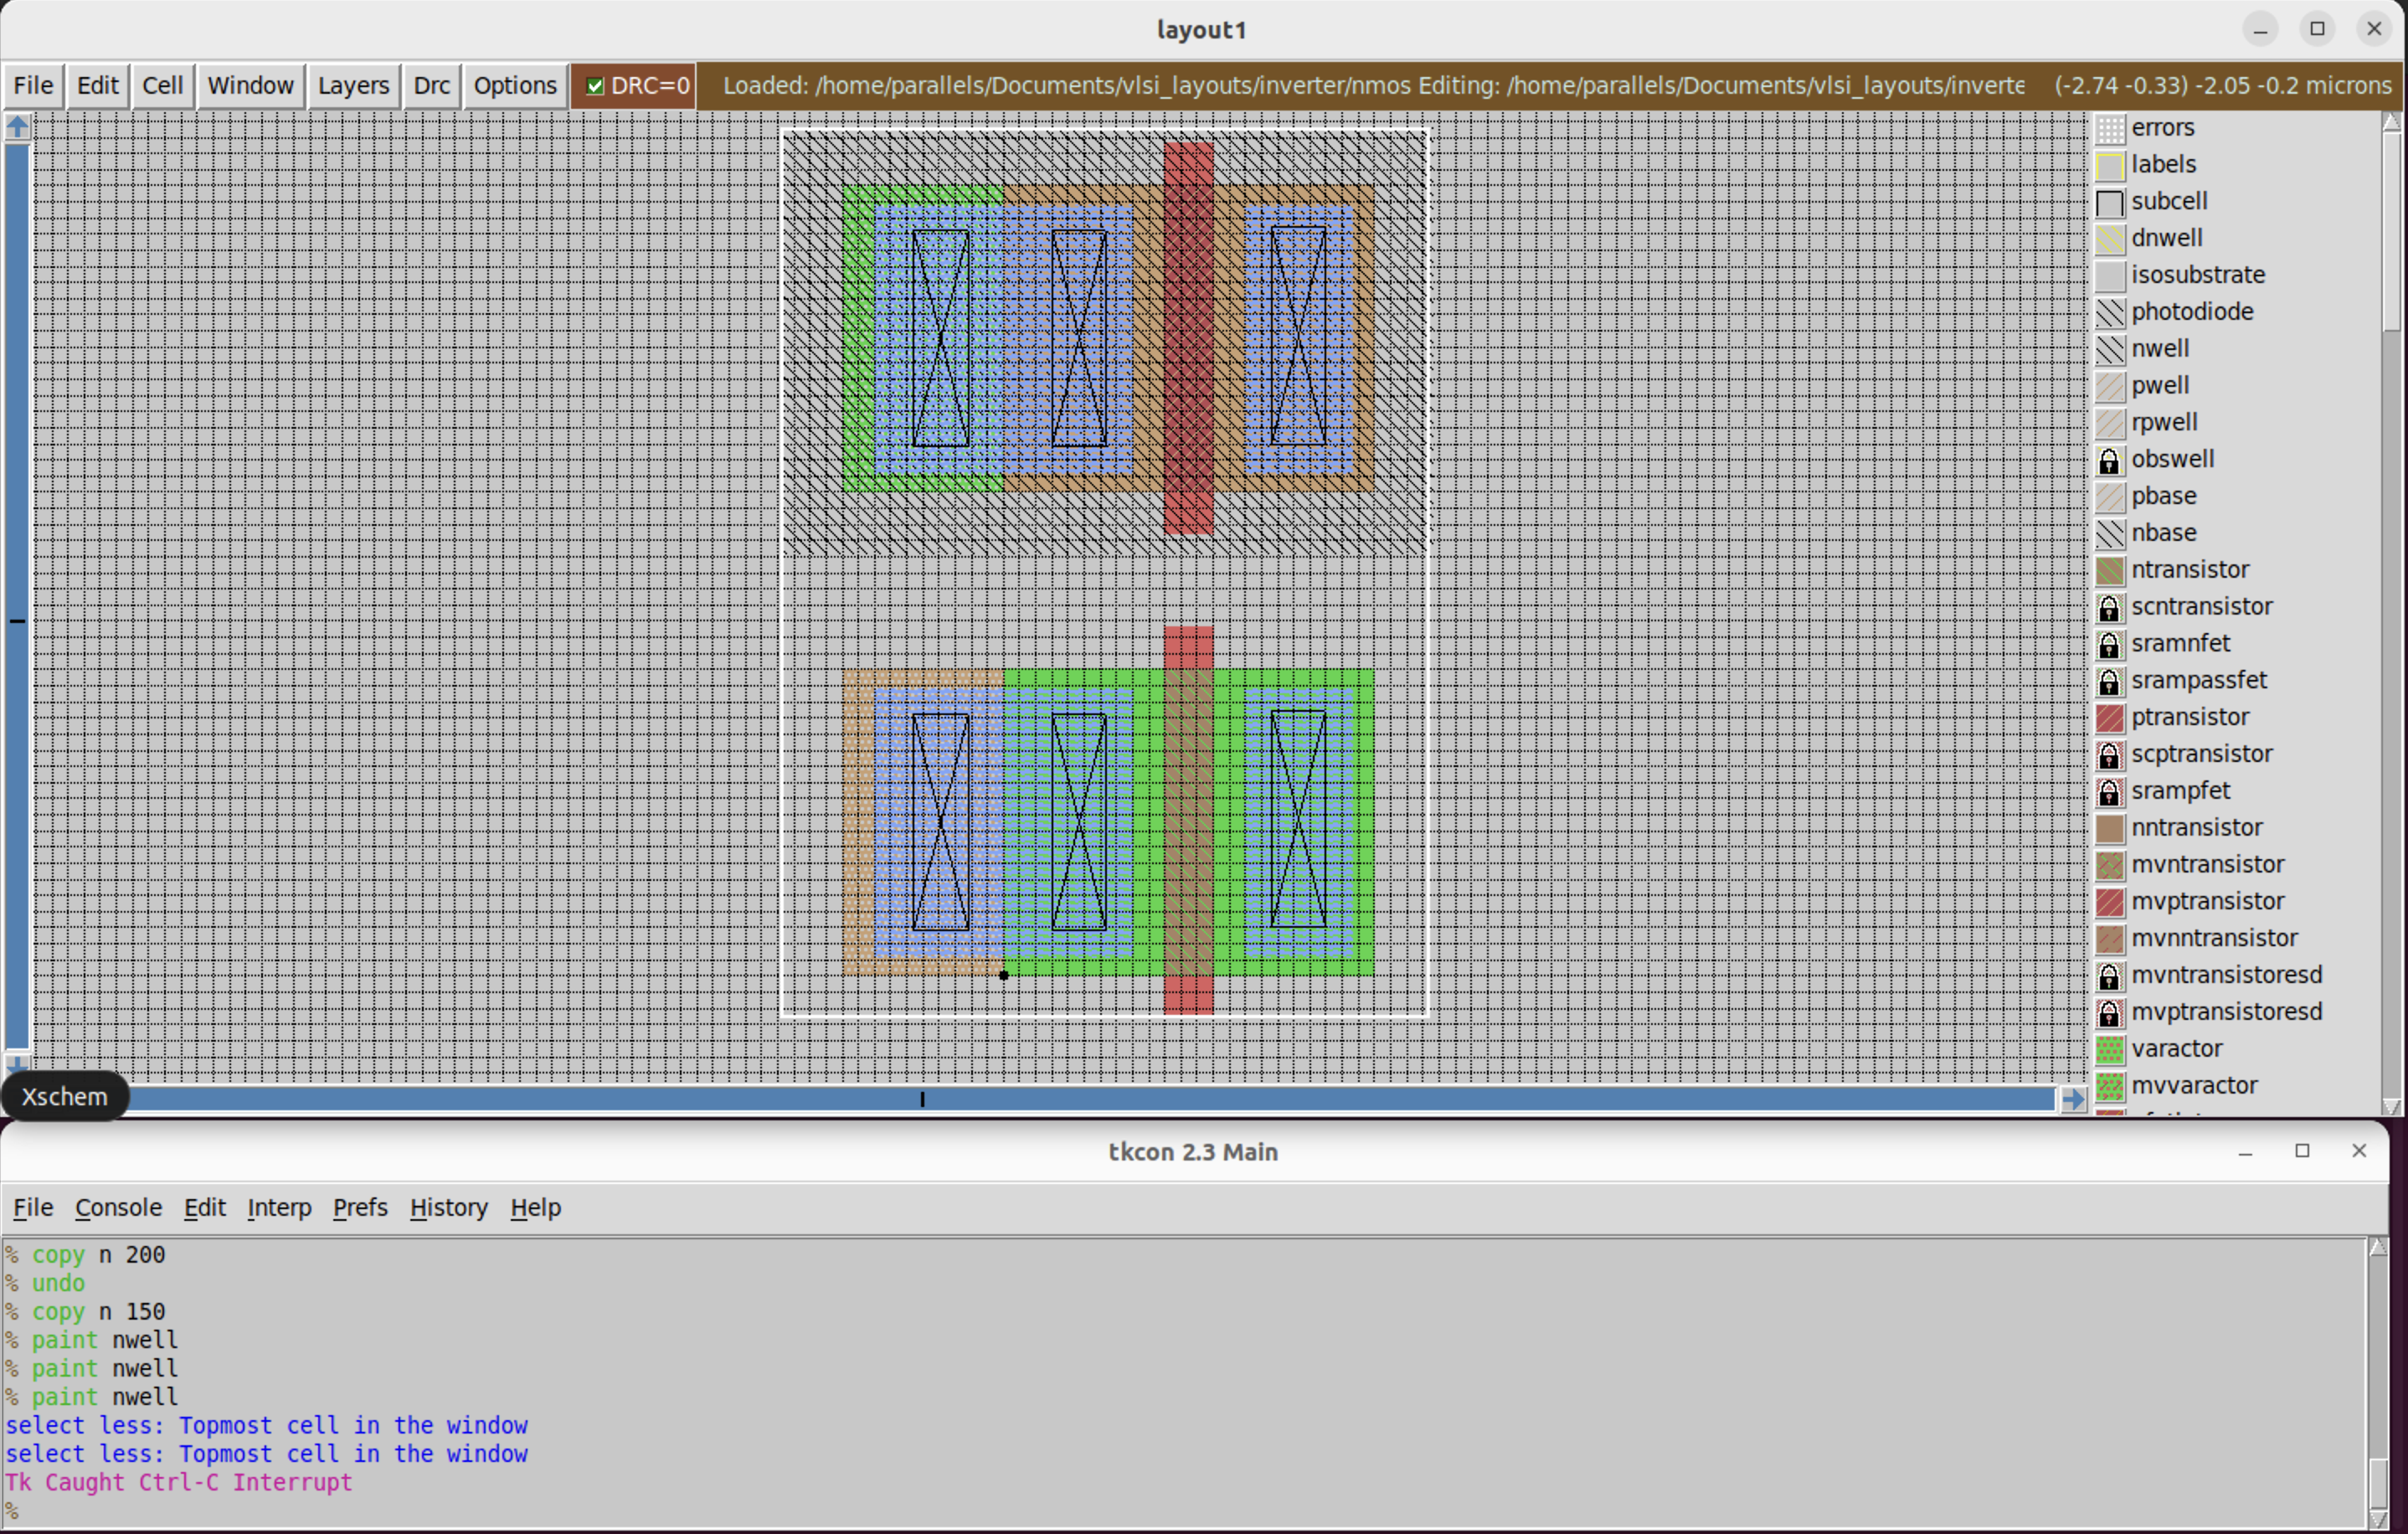 layout1
File Edit Cell Window Layers Drc Options DRC=0 Loaded: /home/parallels/Documents/vlsi_layouts/inverter/nmos Editing: /home/parallels/Documents/vlsi_layouts/inverte (-2.74 -0.33) -2.05 -0.2 microns
errors
labels
subcell
dnwell
isosubstrate
photodiode
nwell
pwell
rpwell
obswell
pbase
nbase
ntransistor
scntransistor
sramnfet
srampassfet
ptransistor
scptransistor
srampfet
nntransistor
mvntransistor
mvptransistor
mvnntransistor
mvntransistoresd
mvptransistoresd
varactor
mvvaractor
Xschem
tkcon 2.3 Main
File Console Edit Interp Prefs History Help
% copy n 200
% undo
% copy n 150
% paint nwell
% paint nwell
% paint nwell
select less: Topmost cell in the window
select less: Topmost cell in the window
Tk Caught Ctrl-C Interrupt
%